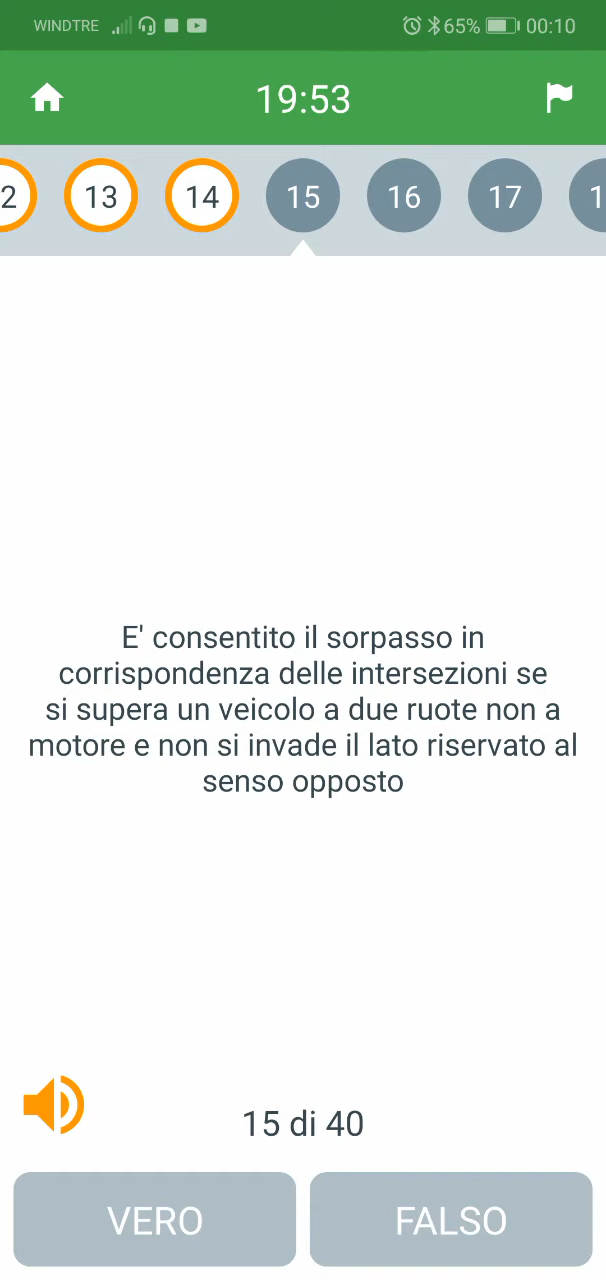 WINDTRE 65% 00:10
19:53
2 13 14 15 16 17 1
E' consentito il sorpasso in
corrispondenza delle intersezioni se
si supera un veicolo a due ruote non a
motore e non si invade il lato riservato al
senso opposto
15 di 40
VERO FALSO